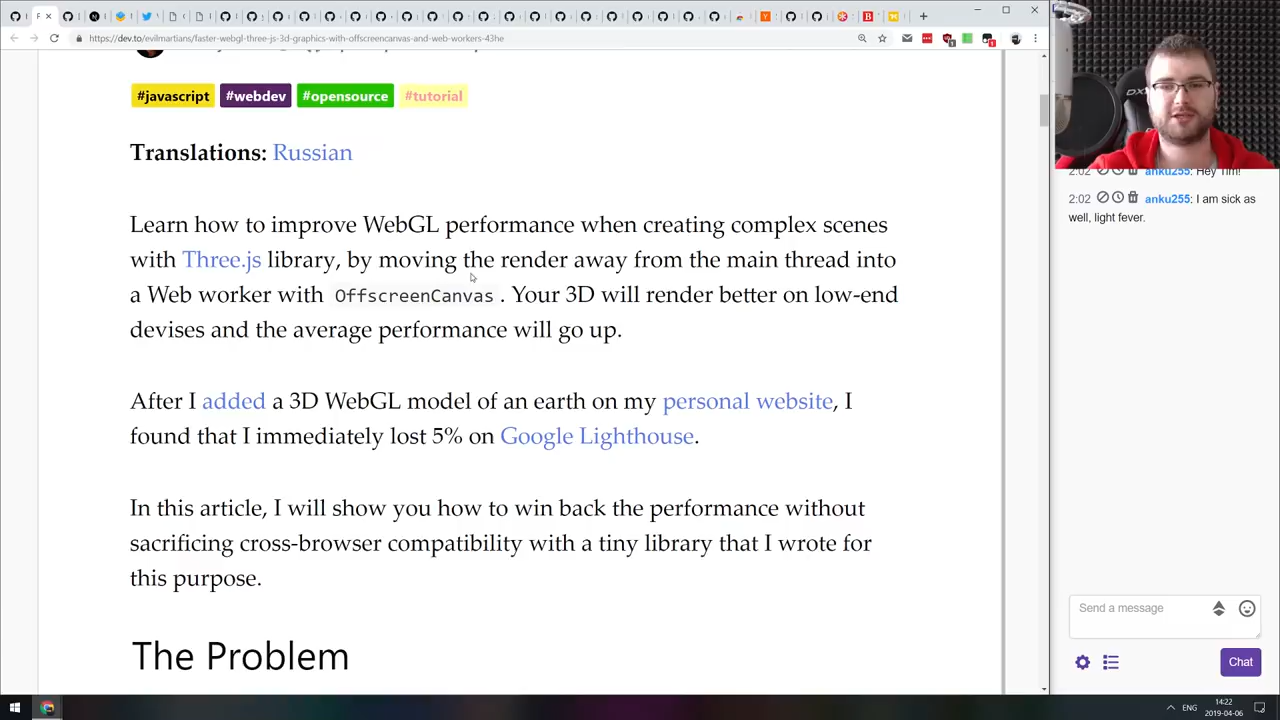 https://dev.to/evilmartians/faster-webgl-three-js-3d-graphics-with-offscreencanvas-and-web-workers-43he
#javascript #webdev #opensource #tutorial
Translations: Russian
Learn how to improve WebGL performance when creating complex scenes
with Three.js library, by moving the render away from the main thread into
a Web worker with OffscreenCanvas . Your 3D will render better on low-end
devises and the average performance will go up.
After I added a 3D WebGL model of an earth on my personal website, I
found that I immediately lost 5% on Google Lighthouse.
In this article, I will show you how to win back the performance without
sacrificing cross-browser compatibility with a tiny library that I wrote for
this purpose.
The Problem
2:02 anku255: Hey Tim!
2:02 anku255: I am sick as
well, light fever.
Send a message
Chat
ENG
14:22
2019-04-06